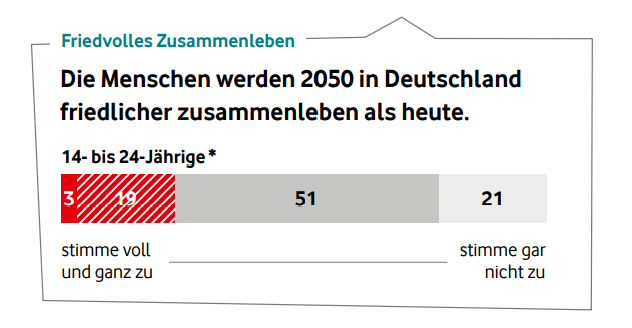 Friedvolles Zusammenleben
Die Menschen werden 2050 in Deutschland
friedlicher zusammenleben als heute.
14- bis 24-Jährige*
3 19 51 21
stimme voll
und ganz zu
stimme gar
nicht zu